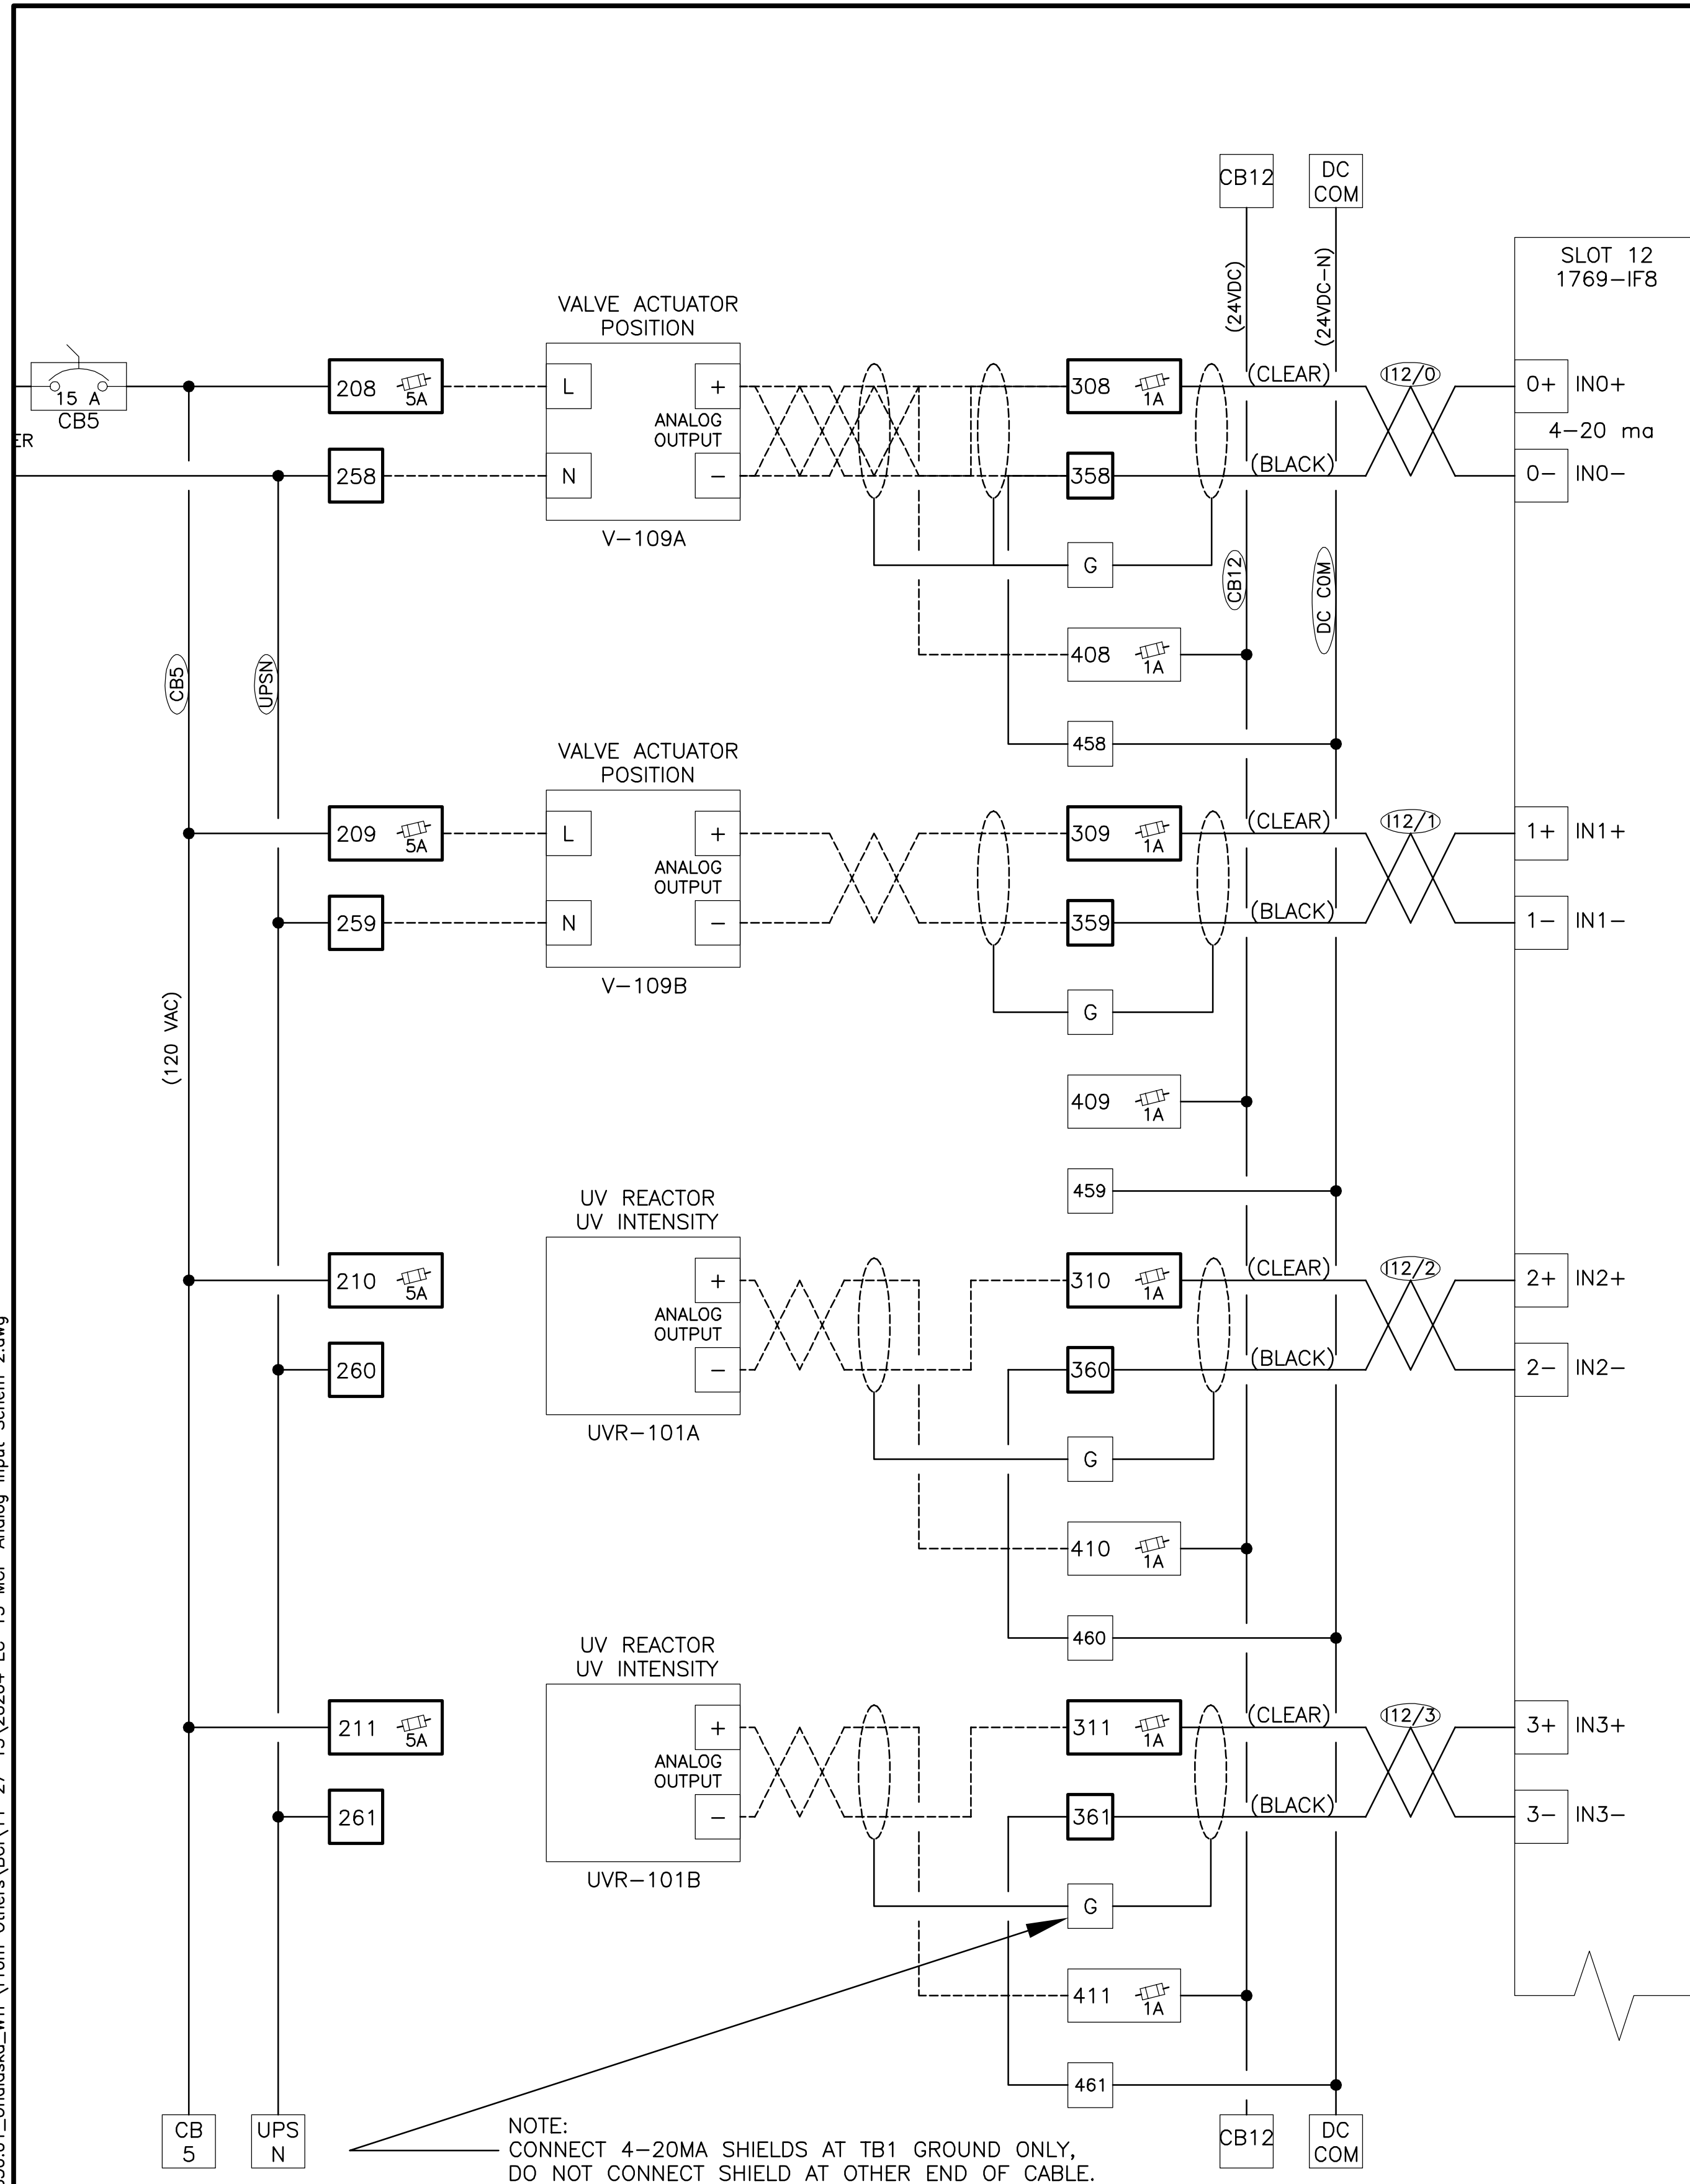 CB12
DC
COM
SLOT 12
1769-IF8
(24VDC)
(24VDC-N)
VALVE ACTUATOR
POSITION
15 A
CB5
ER
208
5A
L
+
308
1A
(CLEAR)
I12/0
0+
IN0+
ANALOG
OUTPUT
4-20 ma
258
N
-
358
(BLACK)
0-
IN0-
V-109A
G
CB12
DC COM
408
1A
CB5
UPSN
458
VALVE ACTUATOR
POSITION
209
5A
L
+
309
1A
(CLEAR)
I12/1
1+
IN1+
ANALOG
OUTPUT
259
N
-
359
(BLACK)
1-
IN1-
V-109B
G
(120 VAC)
409
1A
459
UV REACTOR
UV INTENSITY
210
5A
+
310
1A
(CLEAR)
I12/2
2+
IN2+
ANALOG
OUTPUT
260
-
360
(BLACK)
2-
IN2-
UVR-101A
G
410
1A
460
UV REACTOR
UV INTENSITY
211
5A
+
311
1A
(CLEAR)
I12/3
3+
IN3+
ANALOG
OUTPUT
261
-
361
(BLACK)
3-
IN3-
UVR-101B
G
411
1A
461
CB
5
UPS
N
CB12
DC
COM
NOTE:
CONNECT 4-20MA SHIELDS AT TB1 GROUND ONLY,
DO NOT CONNECT SHIELD AT OTHER END OF CABLE.